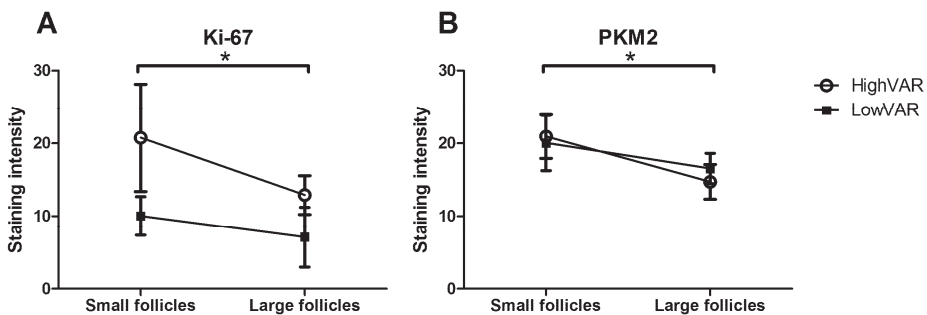 A
Ki-67
*
30
20
10
0
Staining intensity
Small follicles
Large follicles
B
PKM2
*
30
20
10
0
Staining intensity
Small follicles
Large follicles
HighVAR
LowVAR